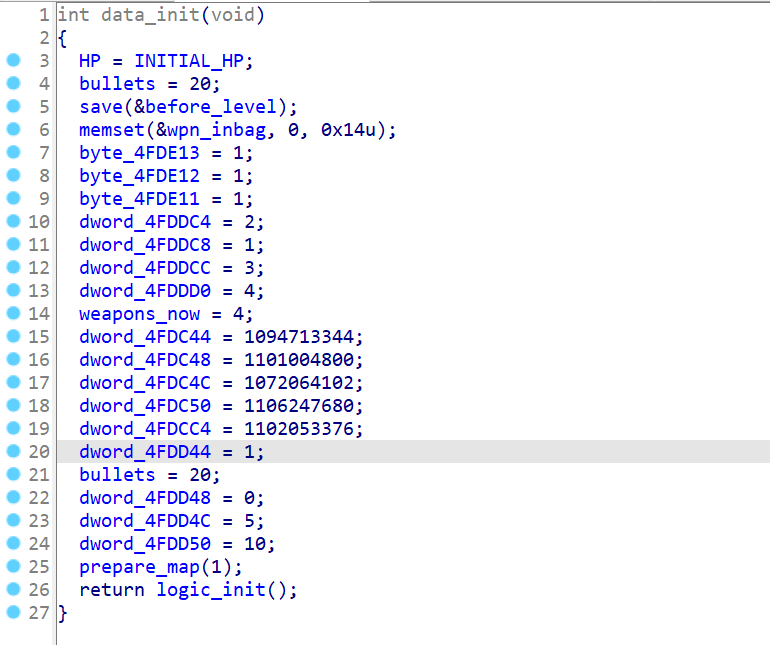 1 int data_init(void)
2 {
3   HP = INITIAL_HP;
4   bullets = 20;
5   save(&before_level);
6   memset(&wpn_inbag, 0, 0x14u);
7   byte_4FDE13 = 1;
8   byte_4FDE12 = 1;
9   byte_4FDE11 = 1;
10   dword_4FDDC4 = 2;
11   dword_4FDDC8 = 1;
12   dword_4FDDCC = 3;
13   dword_4FDDD0 = 4;
14   weapons_now = 4;
15   dword_4FDC44 = 1094713344;
16   dword_4FDC48 = 1101004800;
17   dword_4FDC4C = 1072064102;
18   dword_4FDC50 = 1106247680;
19   dword_4FDCC4 = 1102053376;
20   dword_4FDD44 = 1;
21   bullets = 20;
22   dword_4FDD48 = 0;
23   dword_4FDD4C = 5;
24   dword_4FDD50 = 10;
25   prepare_map(1);
26   return logic_init();
27 }